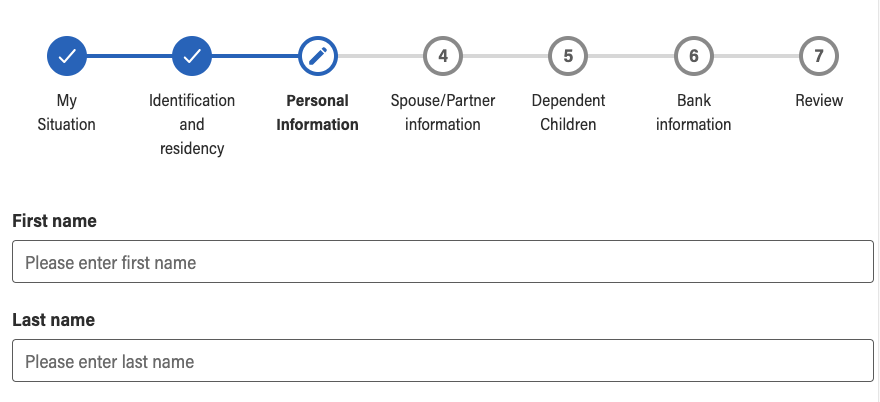 4
5
6
7
My
Situation
Identification
and
residency
Personal
Information
Spouse/Partner
information
Dependent
Children
Bank
information
Review
First name
Please enter first name
Last name
Please enter last name